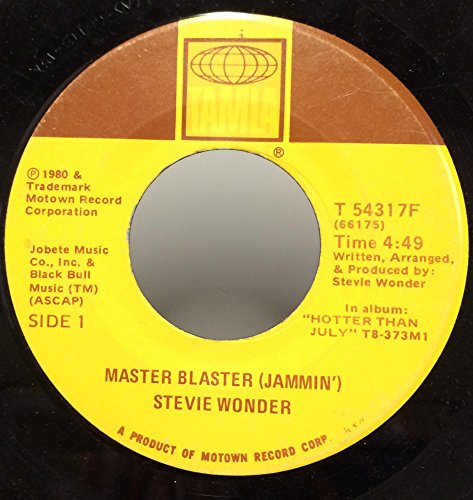 TAMLA
®
℗ 1980 &
Trademark
Motown Record
Corporation
Jobete Music
Co., Inc. &
Black Bull
Music (TM)
(ASCAP)
SIDE 1
T 54317F
(66175)
Time 4:49
Written, Arranged,
& Produced by:
Stevie Wonder
In album:
"HOTTER THAN
JULY" T8-373M1
MASTER BLASTER (JAMMIN')
STEVIE WONDER
A PRODUCT OF MOTOWN RECORD CORP.